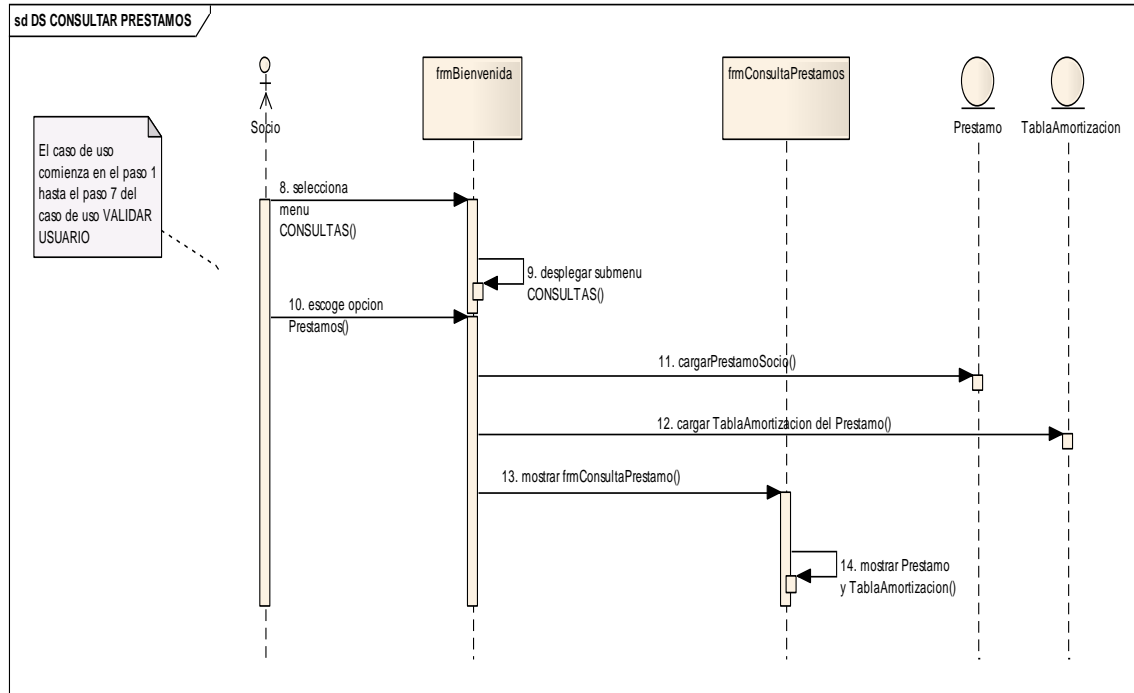 sd DS CONSULTAR PRESTAMOS
frmBienvenida
frmConsultaPrestamos
Socio
Prestamo
TablaAmortizacion
El caso de uso
comienza en el paso 1
hasta el paso 7 del
caso de uso VALIDAR
USUARIO
8. selecciona
menu
CONSULTAS()
9. desplegar submenu
CONSULTAS()
10. escoge opcion
Prestamos()
11. cargarPrestamoSocio()
12. cargar TablaAmortizacion del Prestamo()
13. mostrar frmConsultaPrestamo()
14. mostrar Prestamo
y TablaAmortizacion()